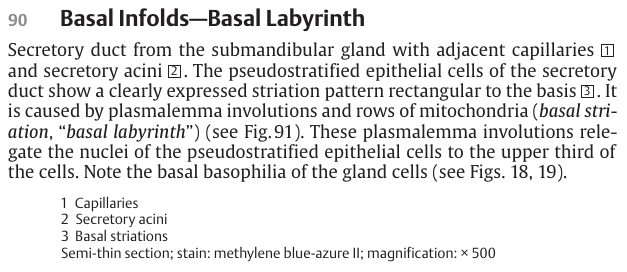 90 Basal Infolds—Basal Labyrinth
Secretory duct from the submandibular gland with adjacent capillaries 1
and secretory acini 2. The pseudostratified epithelial cells of the secretory
duct show a clearly expressed striation pattern rectangular to the basis 3. It
is caused by plasmalemma involutions and rows of mitochondria (basal stri-
ation, “basal labyrinth”) (see Fig. 91). These plasmalemma involutions rele-
gate the nuclei of the pseudostratified epithelial cells to the upper third of
the cells. Note the basal basophilia of the gland cells (see Figs. 18, 19).
1 Capillaries
2 Secretory acini
3 Basal striations
Semi-thin section; stain: methylene blue-azure II; magnification: × 500